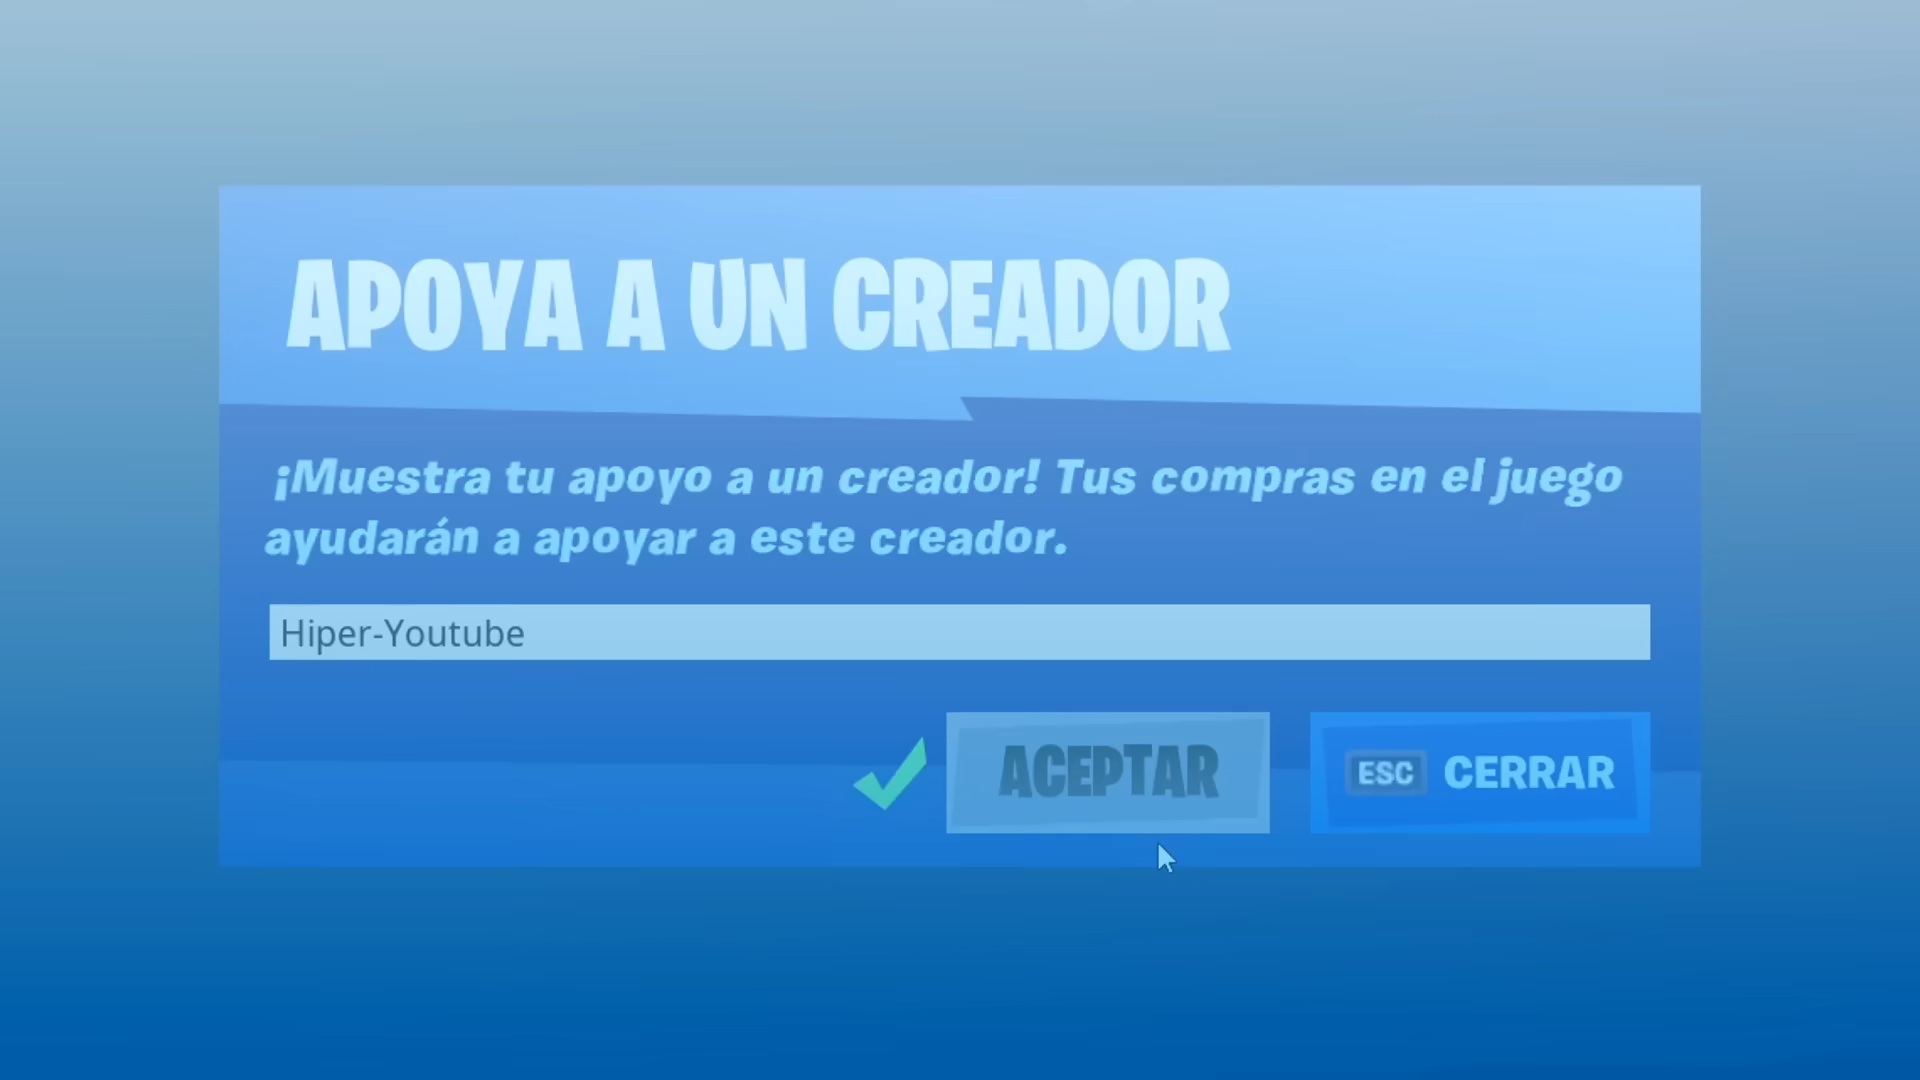 APOYA A UN CREADOR
¡Muestra tu apoyo a un creador! Tus compras en el juego
ayudarán a apoyar a este creador.
Hiper-Youtube
ACEPTAR
ESC CERRAR